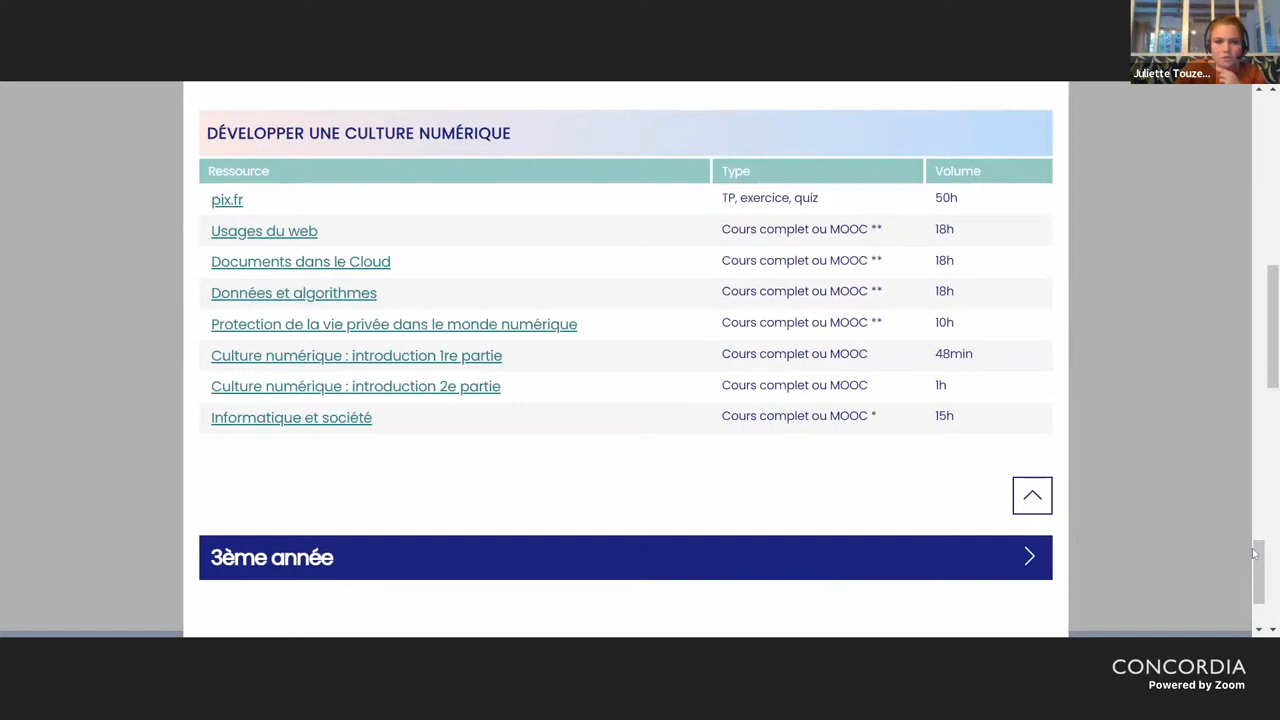 Juliette Touze...
DÉVELOPPER UNE CULTURE NUMÉRIQUE
Ressource Type Volume
pix.fr TP, exercice, quiz 50h
Usages du web Cours complet ou MOOC ** 18h
Documents dans le Cloud Cours complet ou MOOC ** 18h
Données et algorithmes Cours complet ou MOOC ** 18h
Protection de la vie privée dans le monde numérique Cours complet ou MOOC ** 10h
Culture numérique : introduction 1re partie Cours complet ou MOOC 48min
Culture numérique : introduction 2e partie Cours complet ou MOOC 1h
Informatique et société Cours complet ou MOOC * 15h
3ème année
CONCORDIA
Powered by Zoom